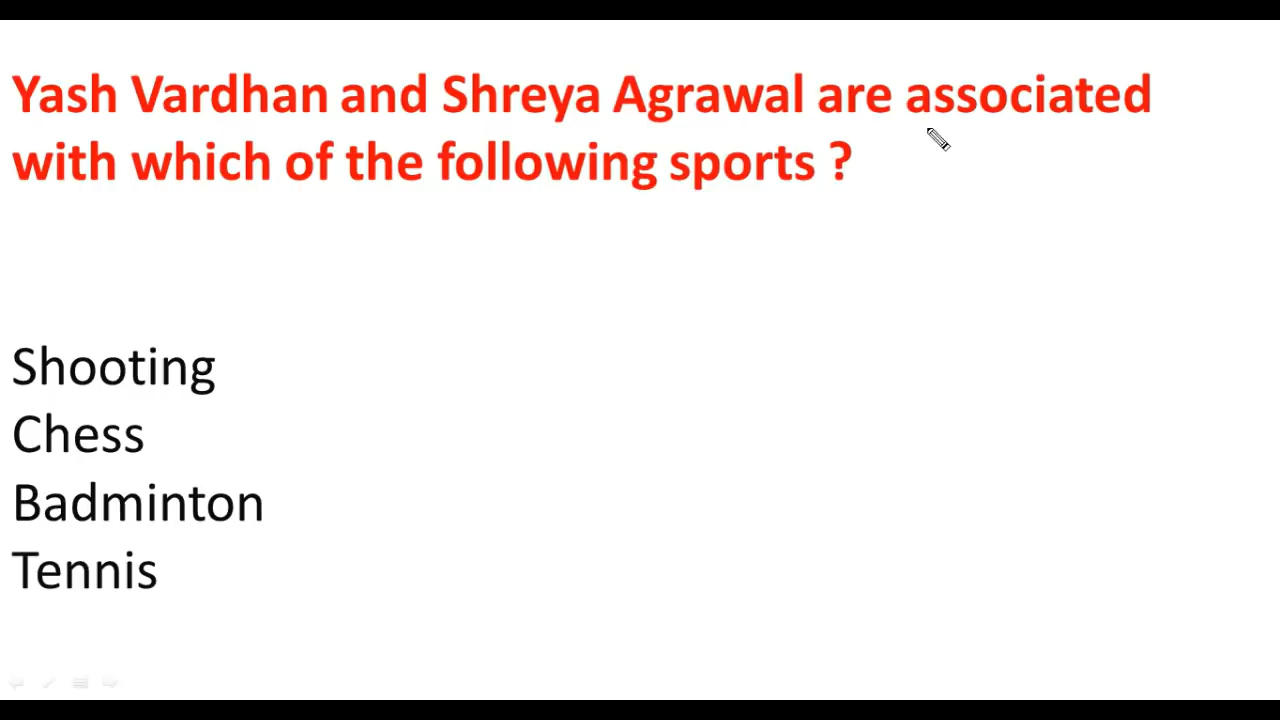 Yash Vardhan and Shreya Agrawal are associated
with which of the following sports ?
Shooting
Chess
Badminton
Tennis